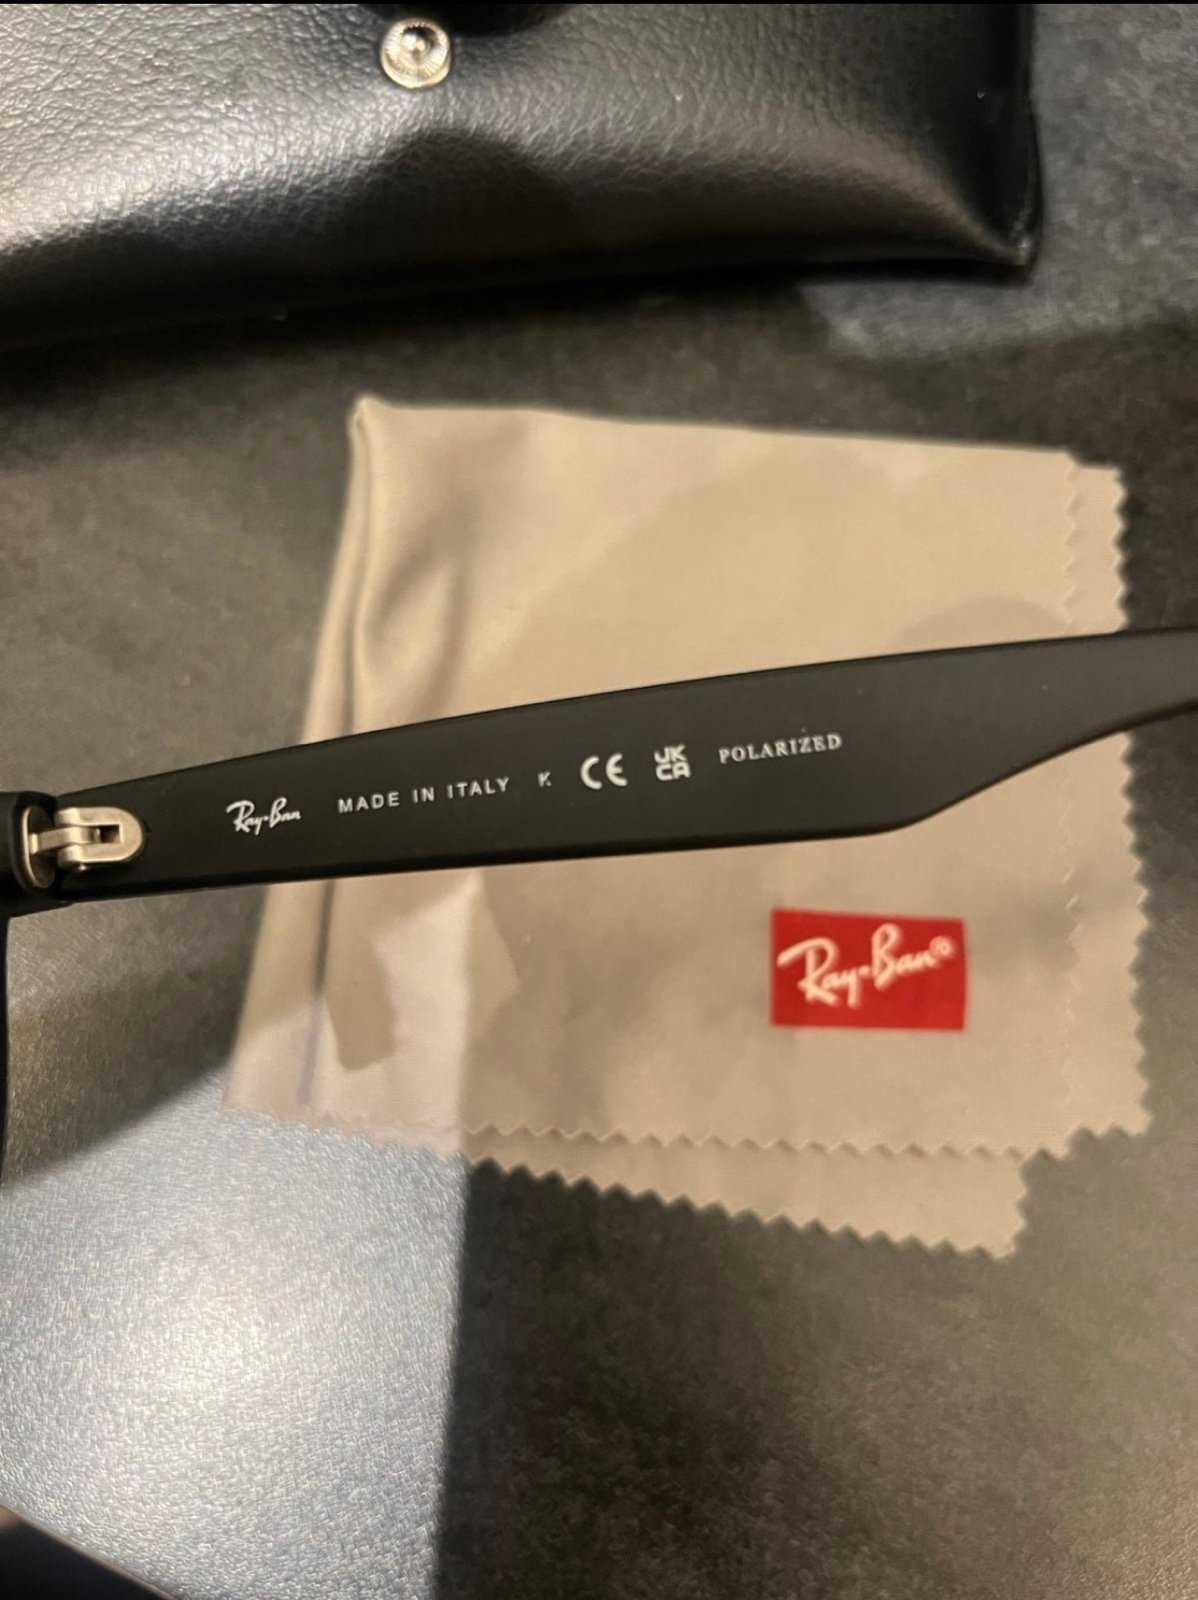 Ray-Ban MADE IN ITALY K CE UK CA POLARIZED
Ray-Ban®